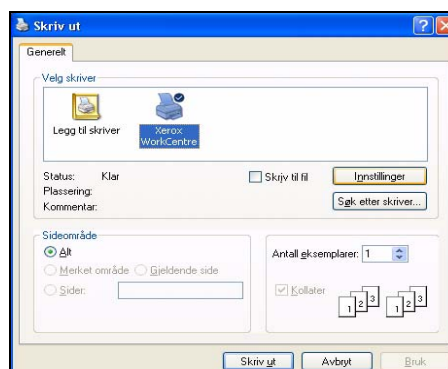 Skriv ut
Generelt
Velg skriver
Legg til skriver
Xerox
WorkCentre
Status: Klar
Plassering:
Kommentar:
Skriv til fil
Innstillinger
Søk etter skriver...
Sideområde
Alt
Merket område Gjeldende side
Sider:
Antall eksemplarer: 1
Kollater
1 2 3 1 2 3
Skriv ut Avbryt Bruk